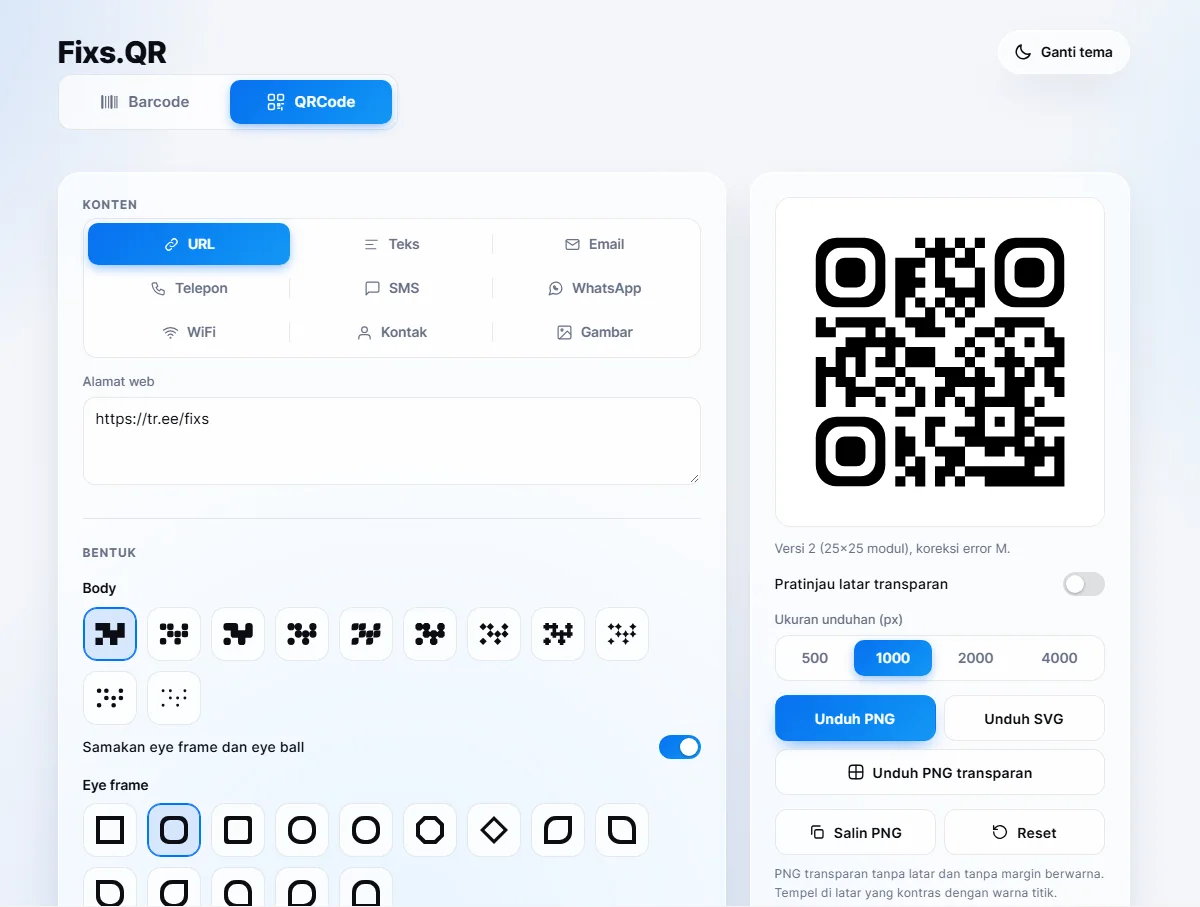 Fixs.QR
Ganti tema
Barcode
QRCode
KONTEN
URL
Teks
Email
Telepon
SMS
WhatsApp
WiFi
Kontak
Gambar
Alamat web
https://tr.ee/fixs
BENTUK
Body
Samakan eye frame dan eye ball
Eye frame
Versi 2 (25×25 modul), koreksi error M.
Pratinjau latar transparan
Ukuran unduhan (px)
500
1000
2000
4000
Unduh PNG
Unduh SVG
Unduh PNG transparan
Salin PNG
Reset
PNG transparan tanpa latar dan tanpa margin berwarna.
Tempel di latar yang kontras dengan warna titik.